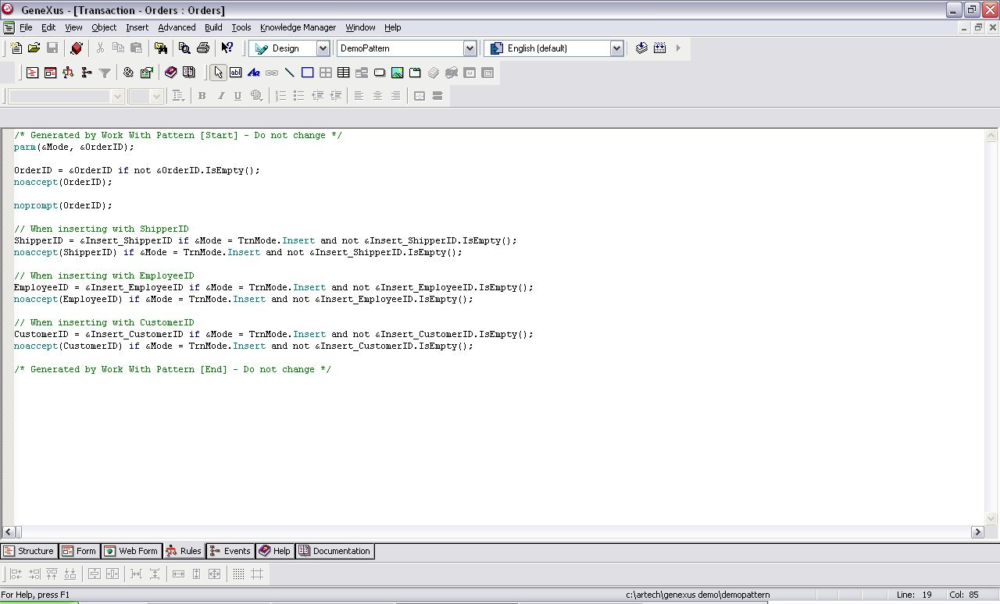 GeneXus - [Transaction - Orders : Orders]
File Edit View Object Insert Advanced Build Tools Knowledge Manager Window Help
Design DemoPattern English (default)
/* Generated by Work With Pattern [Start] - Do not change */
parm(&Mode, &OrderID);
OrderID = &OrderID if not &OrderID.IsEmpty();
noaccept(OrderID);
noprompt(OrderID);
// When inserting with ShipperID
ShipperID = &Insert_ShipperID if &Mode = TrnMode.Insert and not &Insert_ShipperID.IsEmpty();
noaccept(ShipperID) if &Mode = TrnMode.Insert and not &Insert_ShipperID.IsEmpty();
// When inserting with EmployeeID
EmployeeID = &Insert_EmployeeID if &Mode = TrnMode.Insert and not &Insert_EmployeeID.IsEmpty();
noaccept(EmployeeID) if &Mode = TrnMode.Insert and not &Insert_EmployeeID.IsEmpty();
// When inserting with CustomerID
CustomerID = &Insert_CustomerID if &Mode = TrnMode.Insert and not &Insert_CustomerID.IsEmpty();
noaccept(CustomerID) if &Mode = TrnMode.Insert and not &Insert_CustomerID.IsEmpty();
/* Generated by Work With Pattern [End] - Do not change */
Structure Form Web Form Rules Events Help Documentation
For Help, press F1 c:\artech\genexus demo\demopattern Line: 19 Col: 85